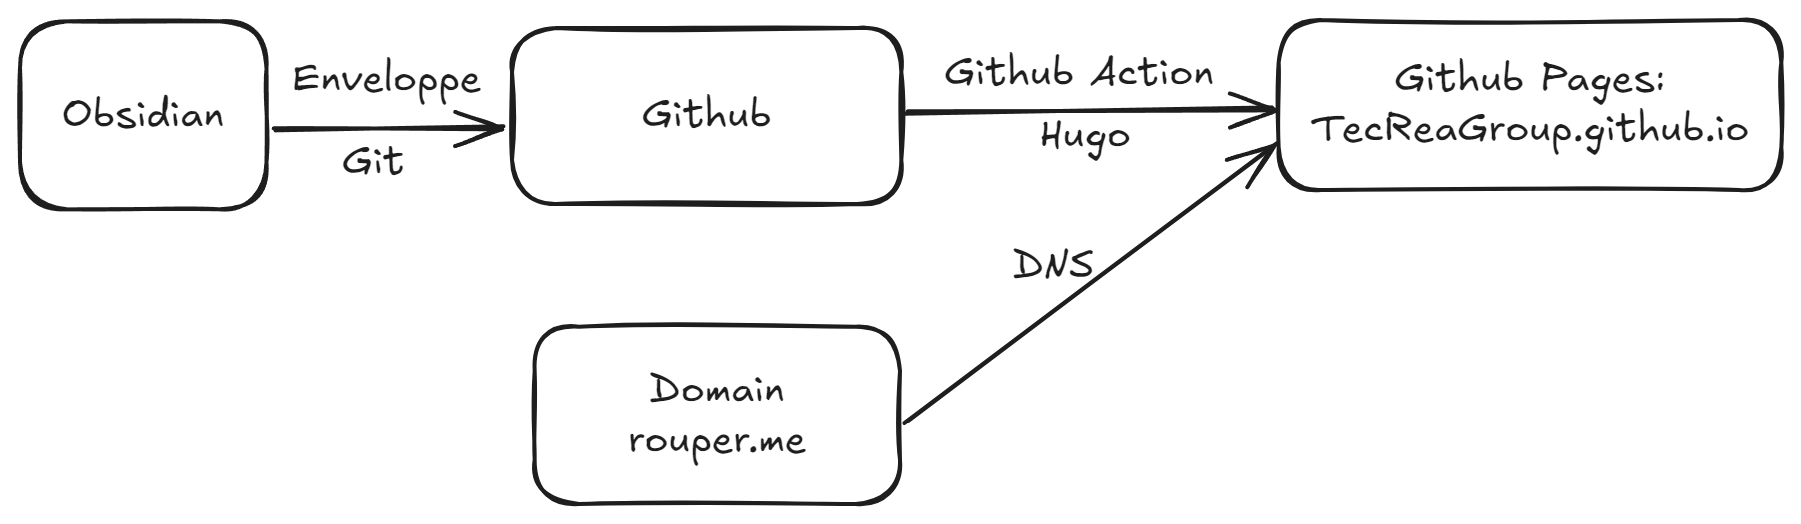 Obsidian
Enveloppe
Git
Github
Github Action
Hugo
Github Pages:
TecReaGroup.github.io
DNS
Domain
rouper.me